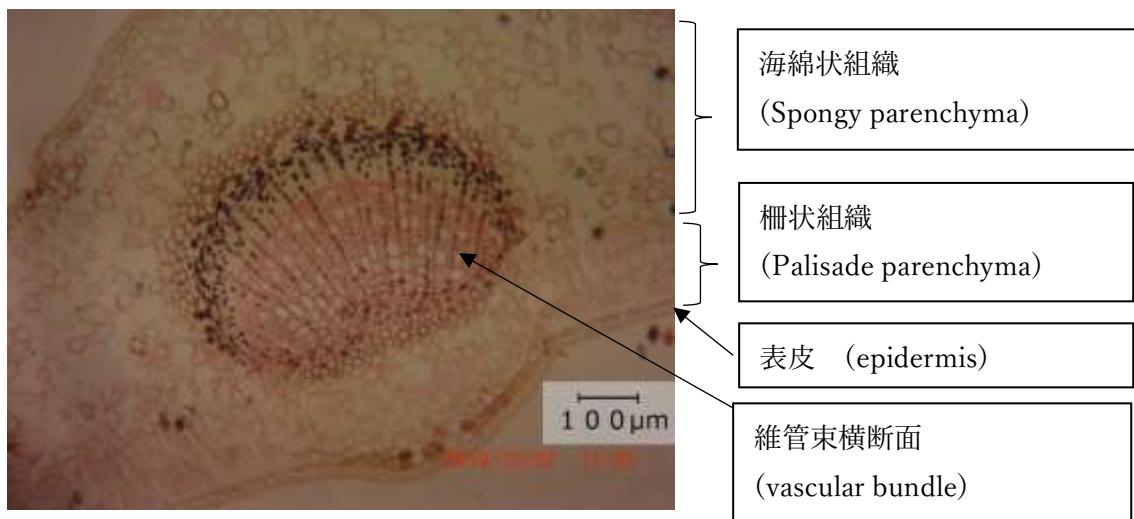 海綿状組織
(Spongy parenchyma)
柵状組織
(Palisade parenchyma)
表皮 (epidermis)
100μm
維管束横断面
(vascular bundle)